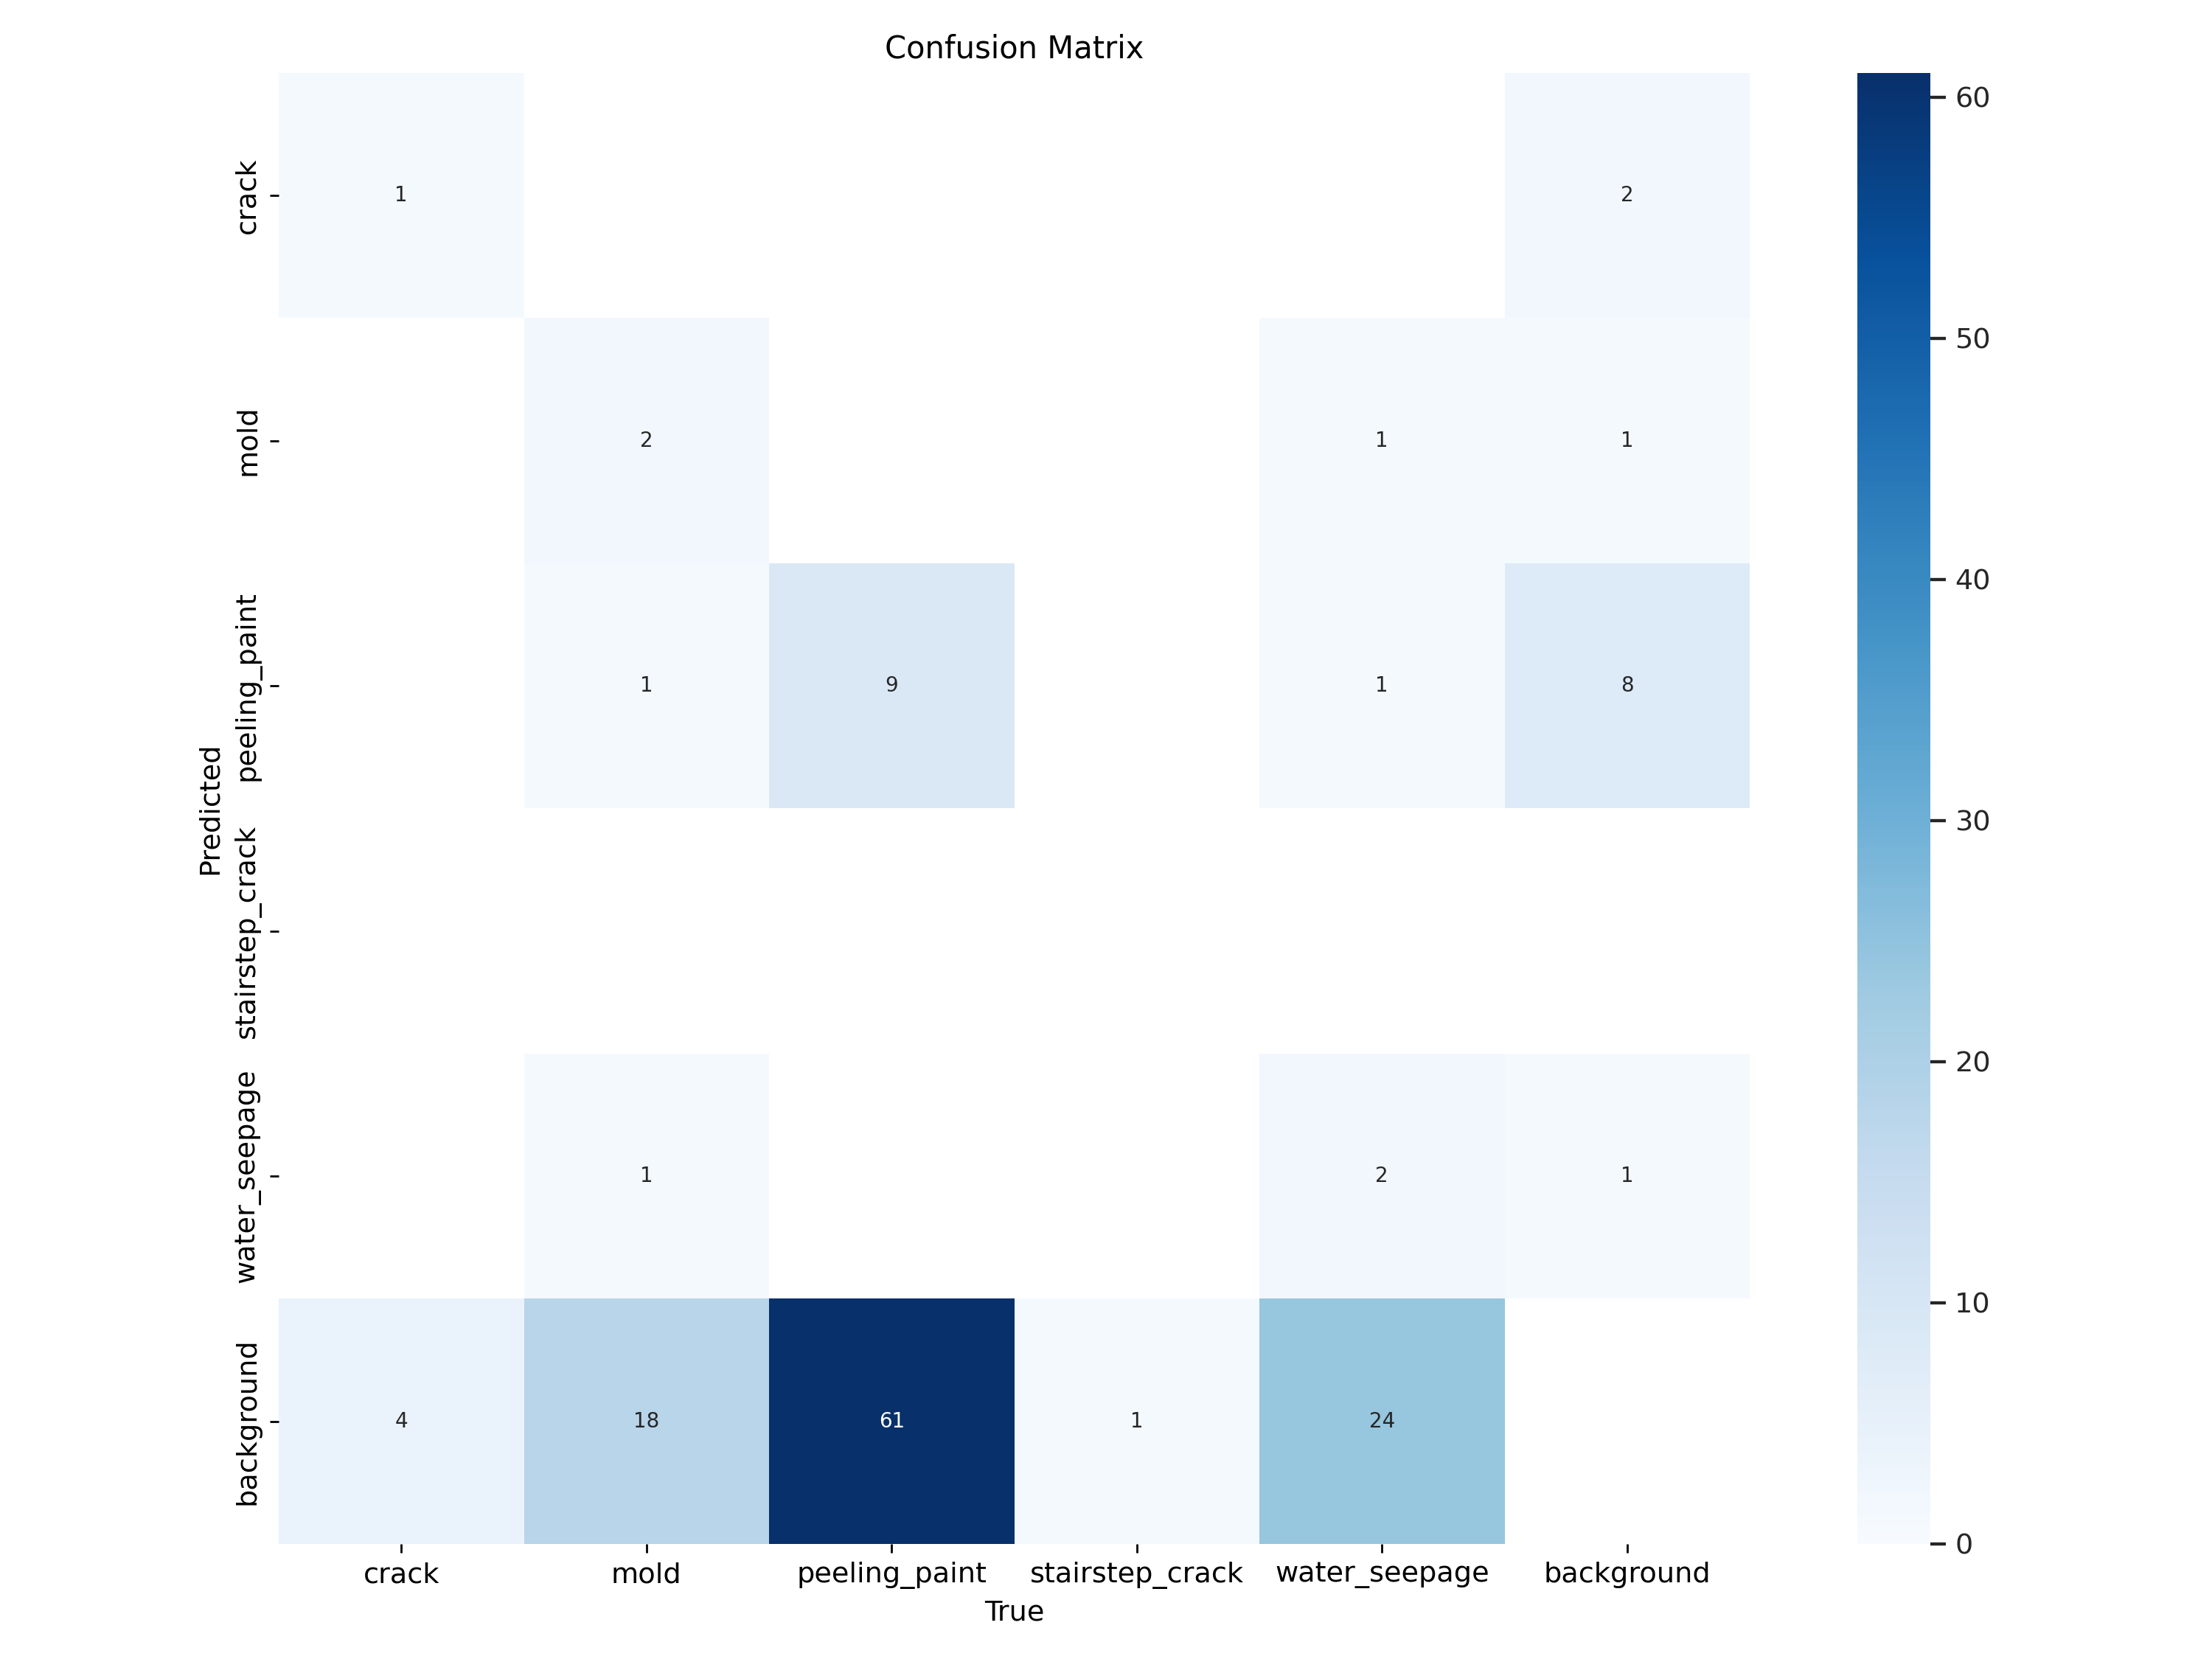 Confusion Matrix
crack
1
2
mold
2
1
1
peeling_paint
1
9
1
8
stairstep_crack
water_seepage
1
2
1
background
4
18
61
1
24
Predicted
crack
mold
peeling_paint
stairstep_crack
water_seepage
background
True
60
50
40
30
20
10
0